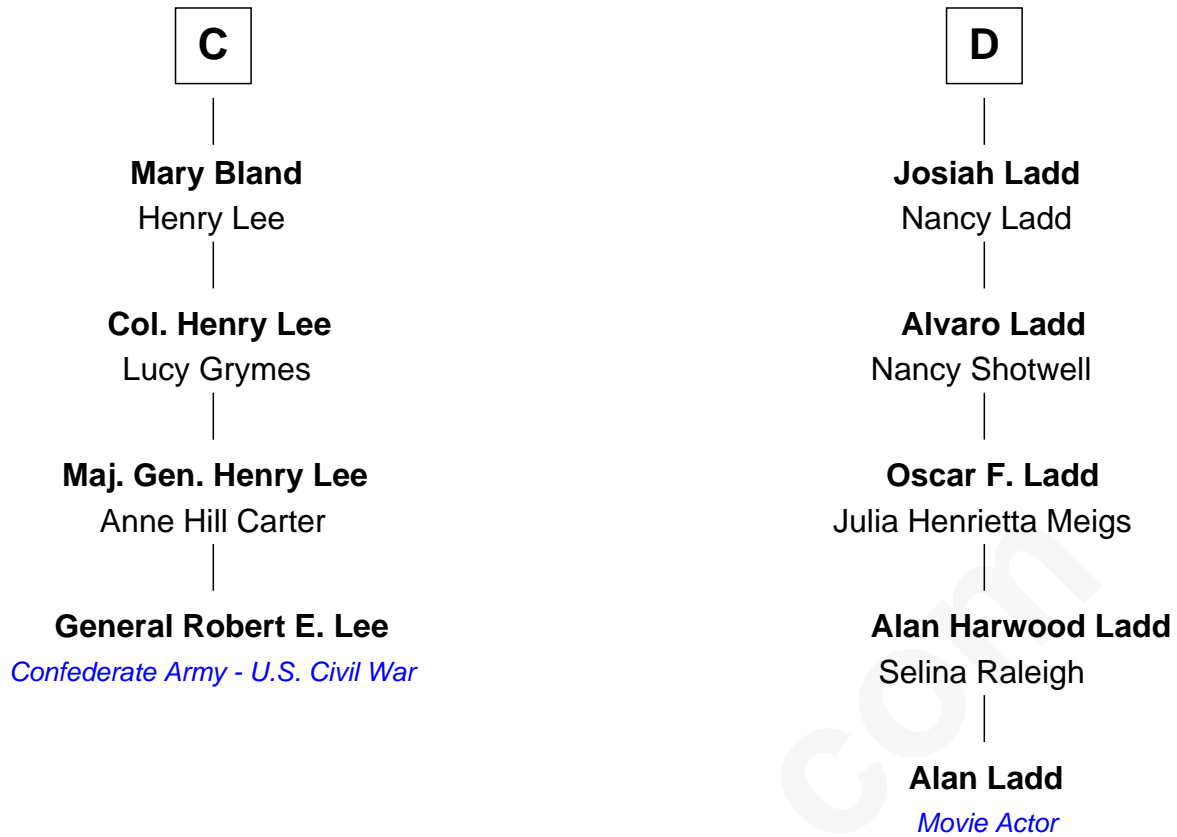 C
Mary Bland
Henry Lee
Col. Henry Lee
Lucy Grymes
Maj. Gen. Henry Lee
Anne Hill Carter
General Robert E. Lee
Confederate Army - U.S. Civil War
D
Josiah Ladd
Nancy Ladd
Alvaro Ladd
Nancy Shotwell
Oscar F. Ladd
Julia Henrietta Meigs
Alan Harwood Ladd
Selina Raleigh
Alan Ladd
Movie Actor
com